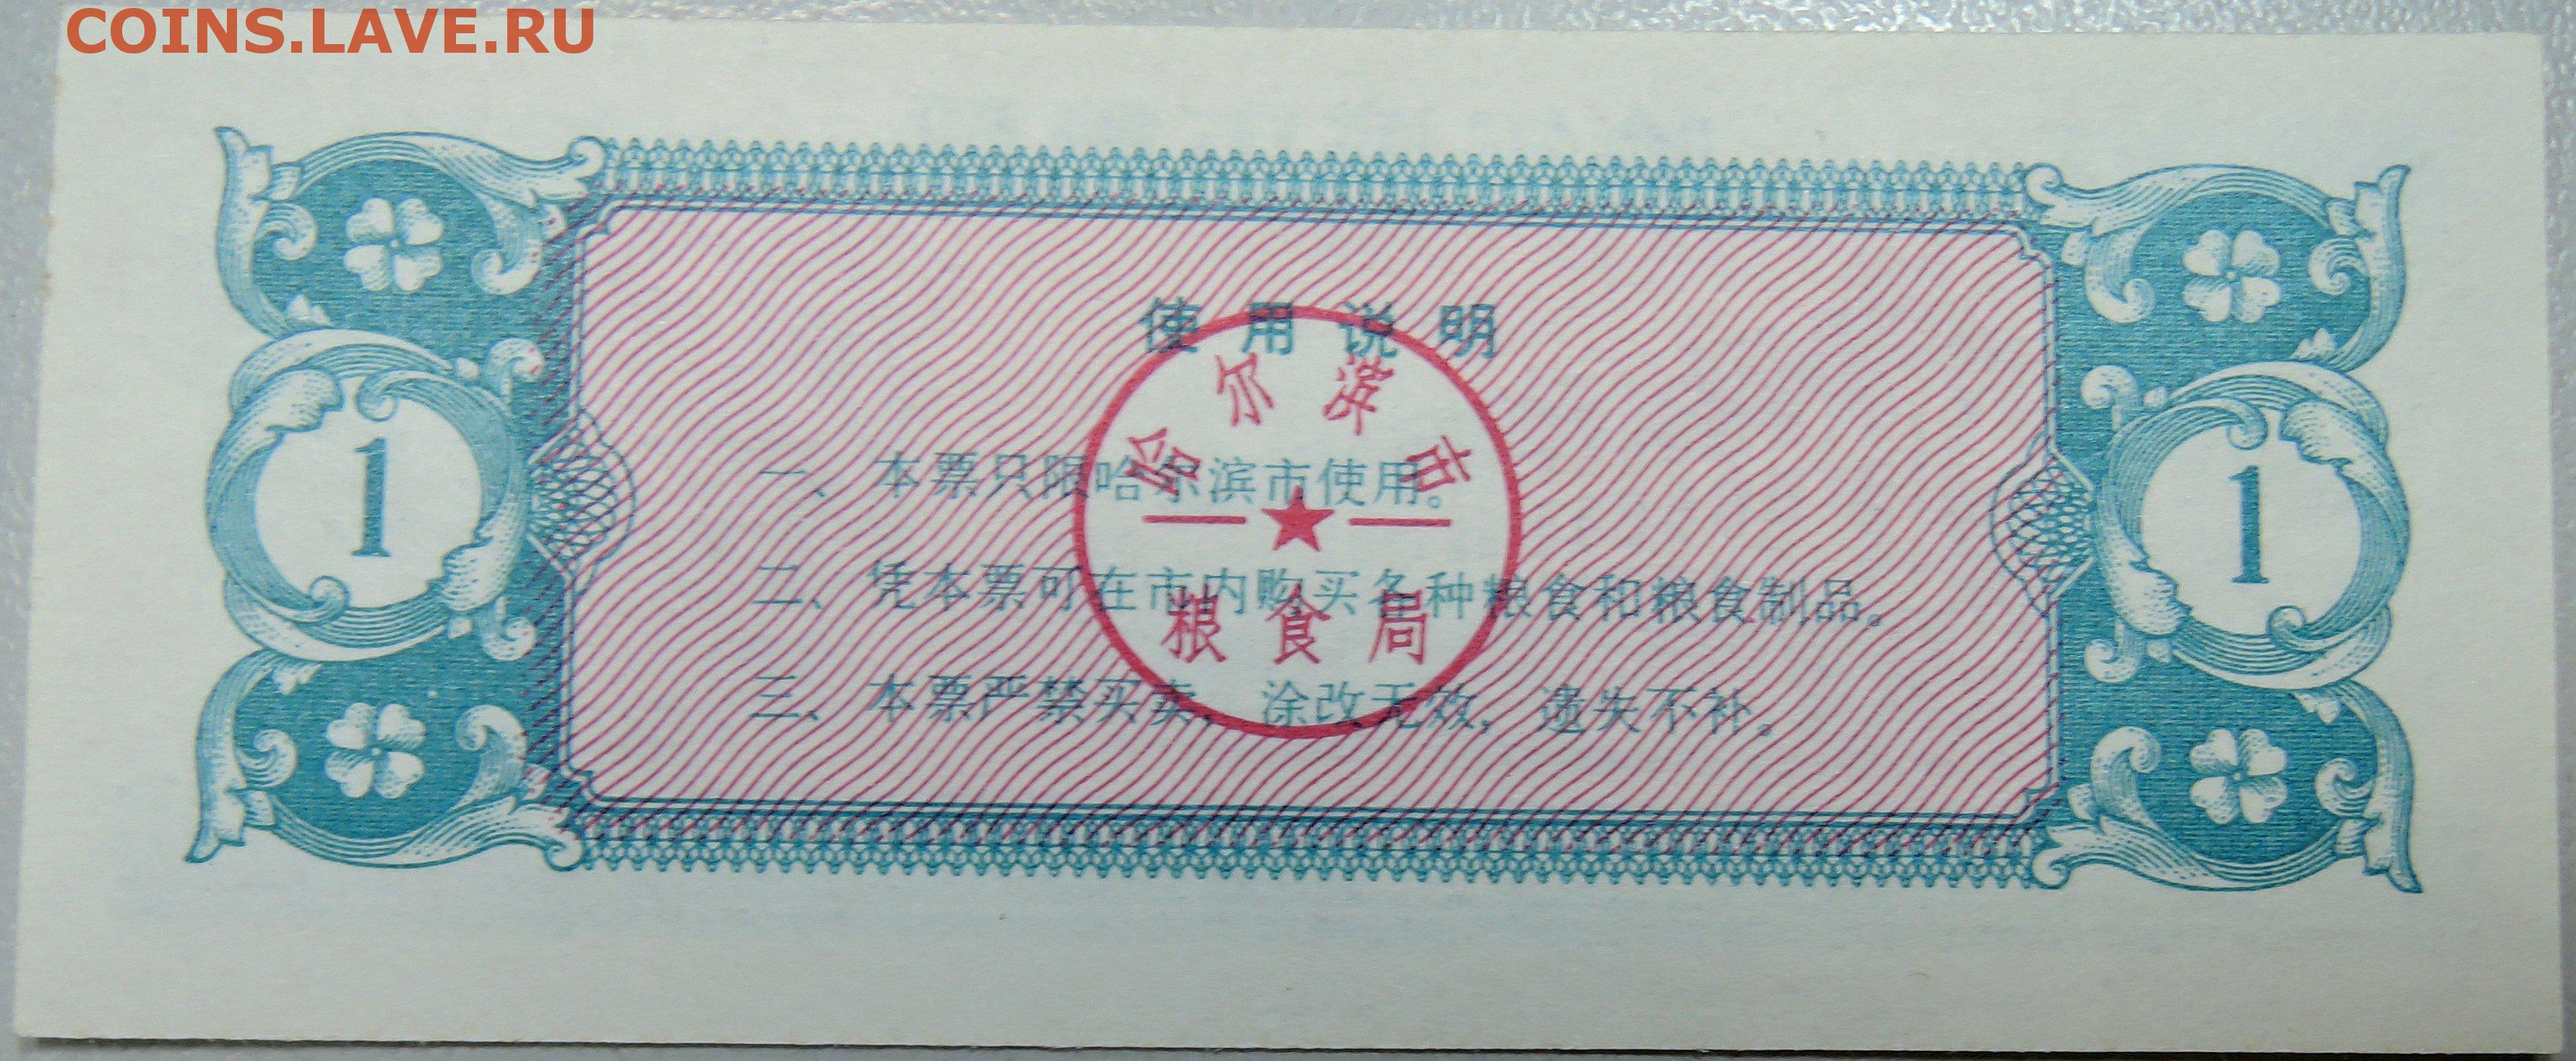 COINS.LAVE.RU
使用说明
哈尔滨市
一、本票只限哈尔滨市使用。
1
1
二、凭本票可在市内购买各种粮食和粮食制品。
粮食局
三、本票严禁买卖，涂改无效，遗失不补。